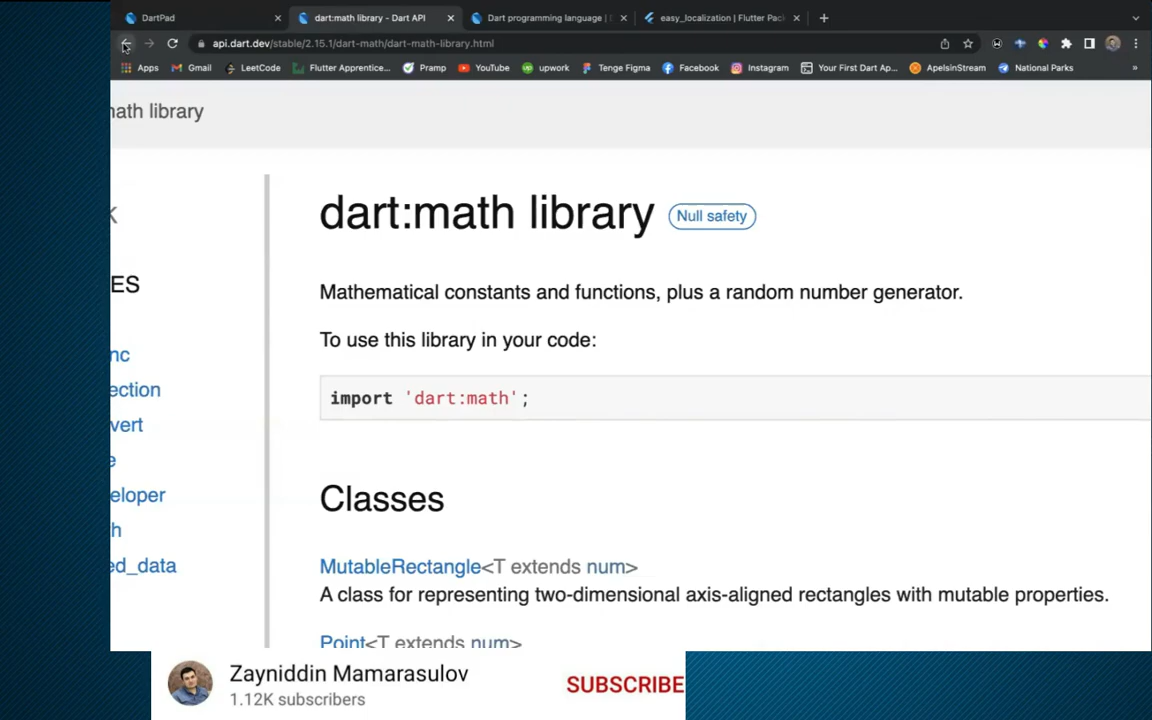 DartPad
dart:math library - Dart API
Dart programming language | D
easy_localization | Flutter Pack
api.dart.dev/stable/2.15.1/dart-math/dart-math-library.html
Apps
Gmail
LeetCode
Flutter Apprentice...
Pramp
YouTube
upwork
Tenge Figma
Facebook
Instagram
Your First Dart Ap...
ApelsinStream
National Parks
ath library
dart:math library
Null safety
K
ES
Mathematical constants and functions, plus a random number generator.
To use this library in your code:
nc
ection
import 'dart:math';
vert
e
eloper
Classes
h
ed_data
MutableRectangle<T extends num>
A class for representing two-dimensional axis-aligned rectangles with mutable properties.
Point<T extends num>
Zayniddin Mamarasulov
1.12K subscribers
SUBSCRIBE